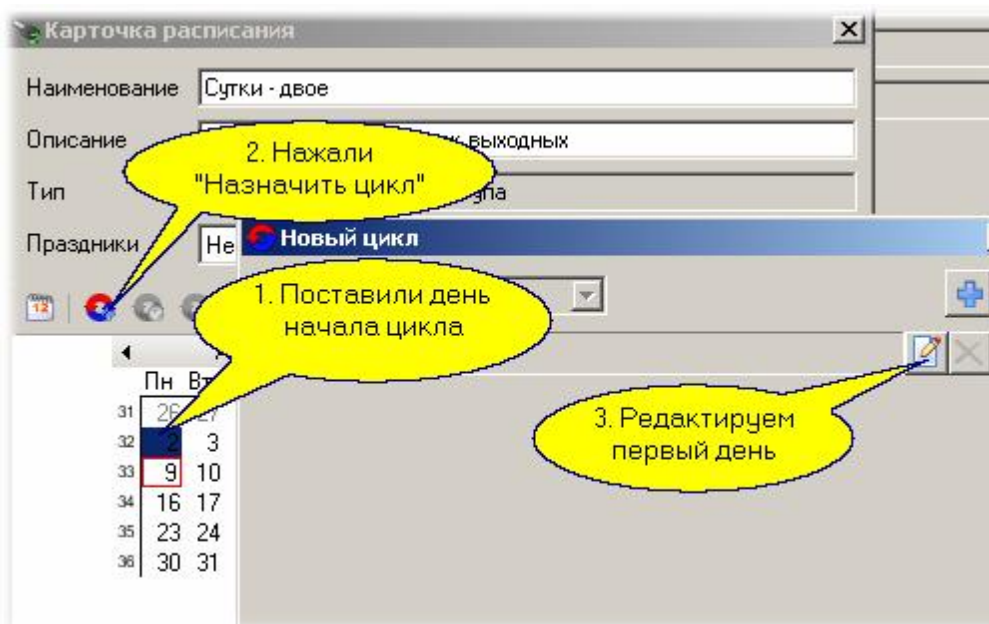 Карточка расписания
Наименование Сутки - двое
Описание выходных
2. Нажали
"Назначить цикл"
Тип
Праздники Не
Новый цикл
1. Поставили день
начала цикла
12
Пн Вт
31 26 27
32 2 3
33 9 10
34 16 17
35 23 24
36 30 31
3. Редактируем
первый день